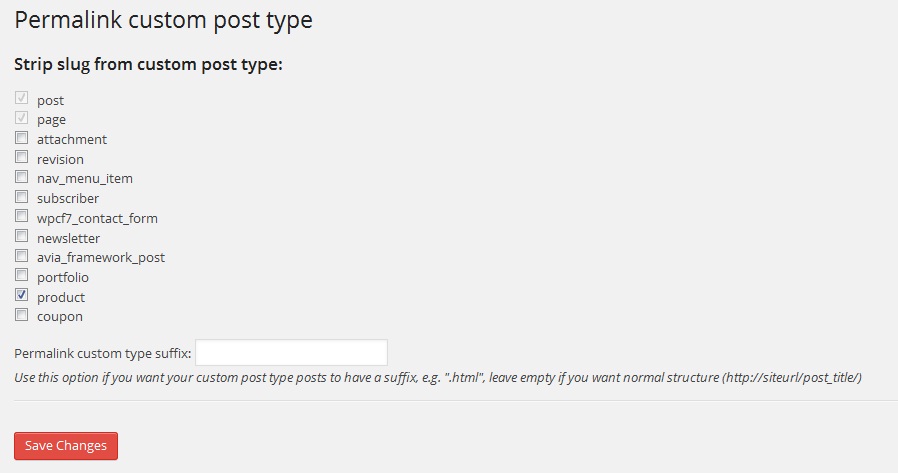 Permalink custom post type
Strip slug from custom post type:
post
page
attachment
revision
nav_menu_item
subscriber
wpcf7_contact_form
newsletter
avia_framework_post
portfolio
product
coupon
Permalink custom type suffix:
Use this option if you want your custom post type posts to have a suffix, e.g. ".html", leave empty if you want normal structure (http://siteurl/post_title/)
Save Changes